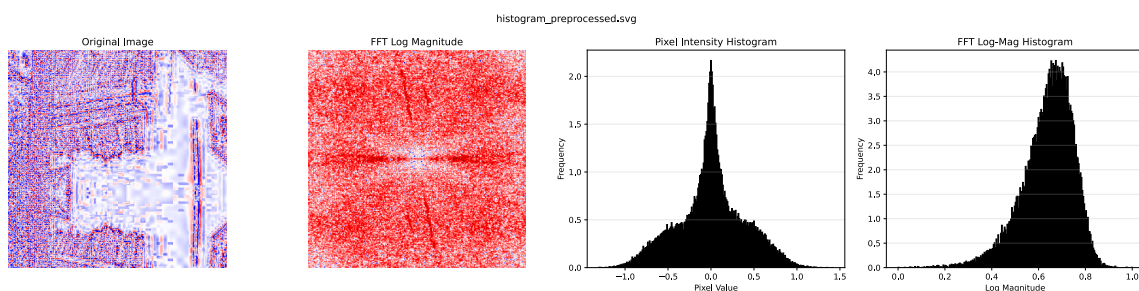 histogram_preprocessed.svg
Original Image
FFT Log Magnitude
Pixel Intensity Histogram
Frequency
2.0
1.5
1.0
0.5
0.0
−1.0 −0.5 0.0 0.5 1.0 1.5
Pixel Value
FFT Log-Mag Histogram
Frequency
4.0
3.5
3.0
2.5
2.0
1.5
1.0
0.5
0.0
0.0 0.2 0.4 0.6 0.8 1.0
Log Magnitude